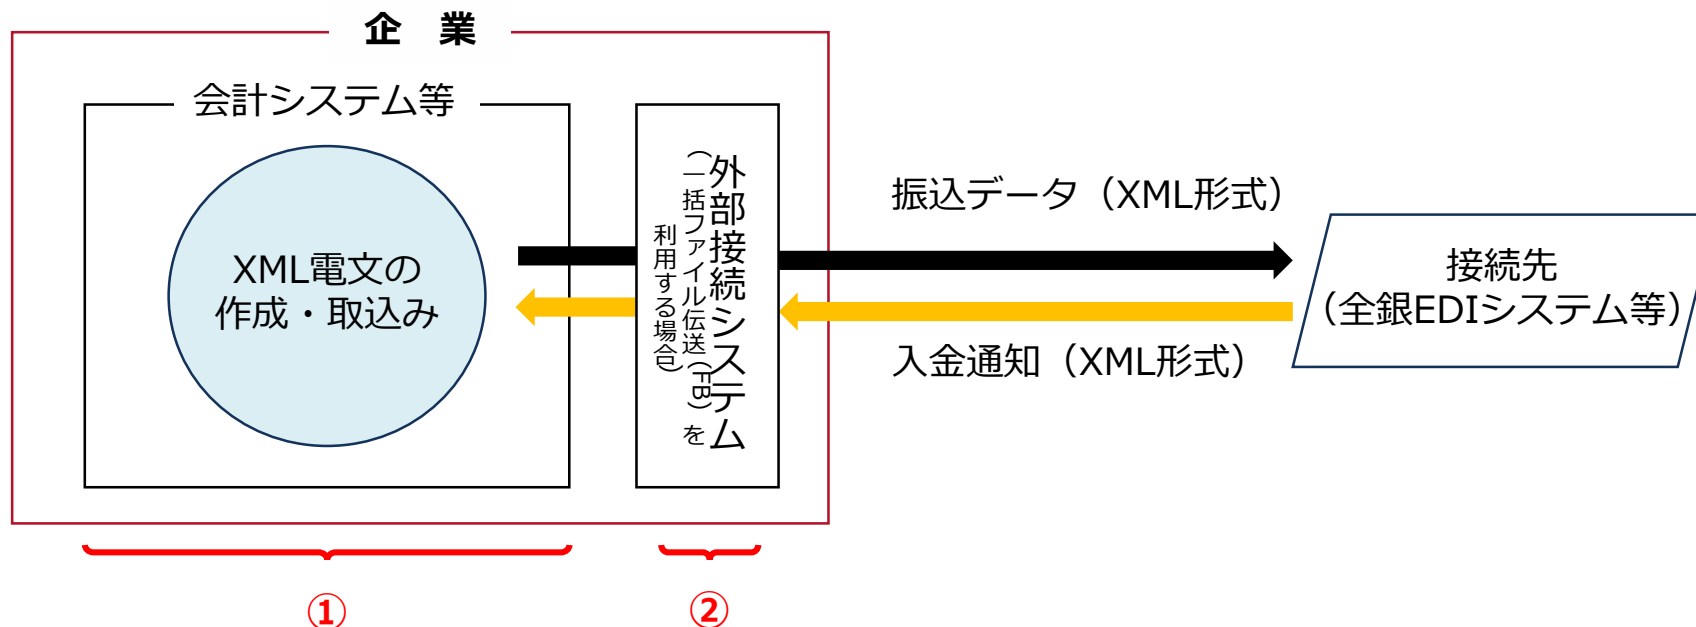 企　業
会計システム等
XML電文の
作成・取込み
外部接続システム
（一括ファイル伝送（FB）を
利用する場合）
振込データ（XML形式）
入金通知（XML形式）
接続先
（全銀EDIシステム等）
①
②